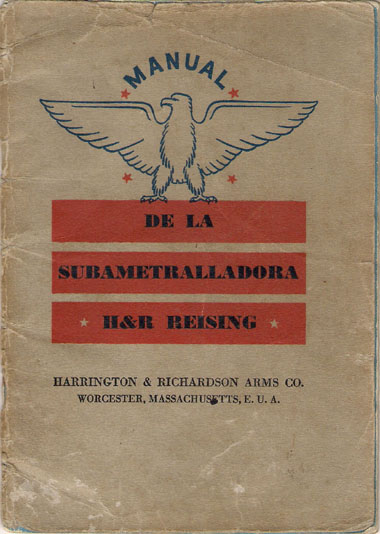 MANUAL
DE LA
SUBAMETRALLADORA
H&R REISING
HARRINGTON & RICHARDSON ARMS CO.
WORCESTER, MASSACHUSETTS, E. U. A.